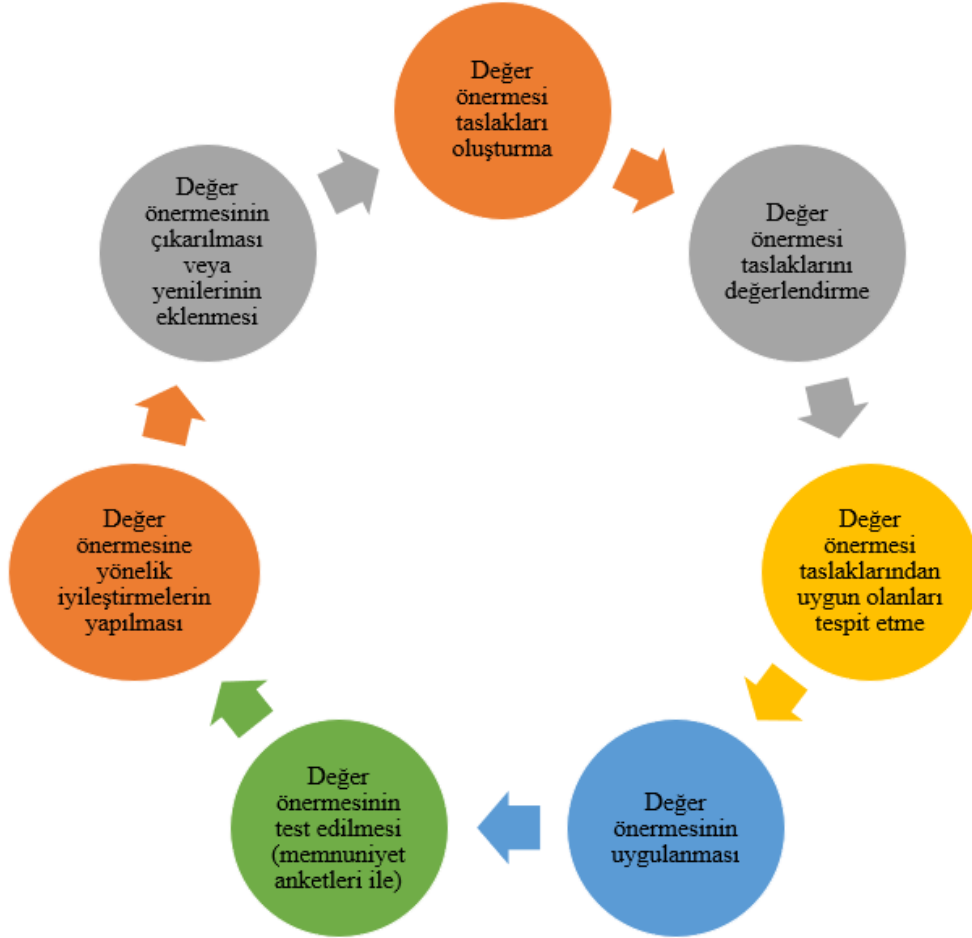 Değer
önermesi
taslakları
oluşturma
Değer
önermesi
taslaklarını
değerlendirme
Değer
önermesi
taslaklarından
uygun olanları
tespit etme
Değer
önermesinin
uygulanması
Değer
önermesinin
test edilmesi
(memnuniyet
anketleri ile)
Değer
önermesine
yönelik
iyileştirmelerin
yapılması
Değer
önermesinin
çıkarılması
veya
yenilerinin
eklenmesi